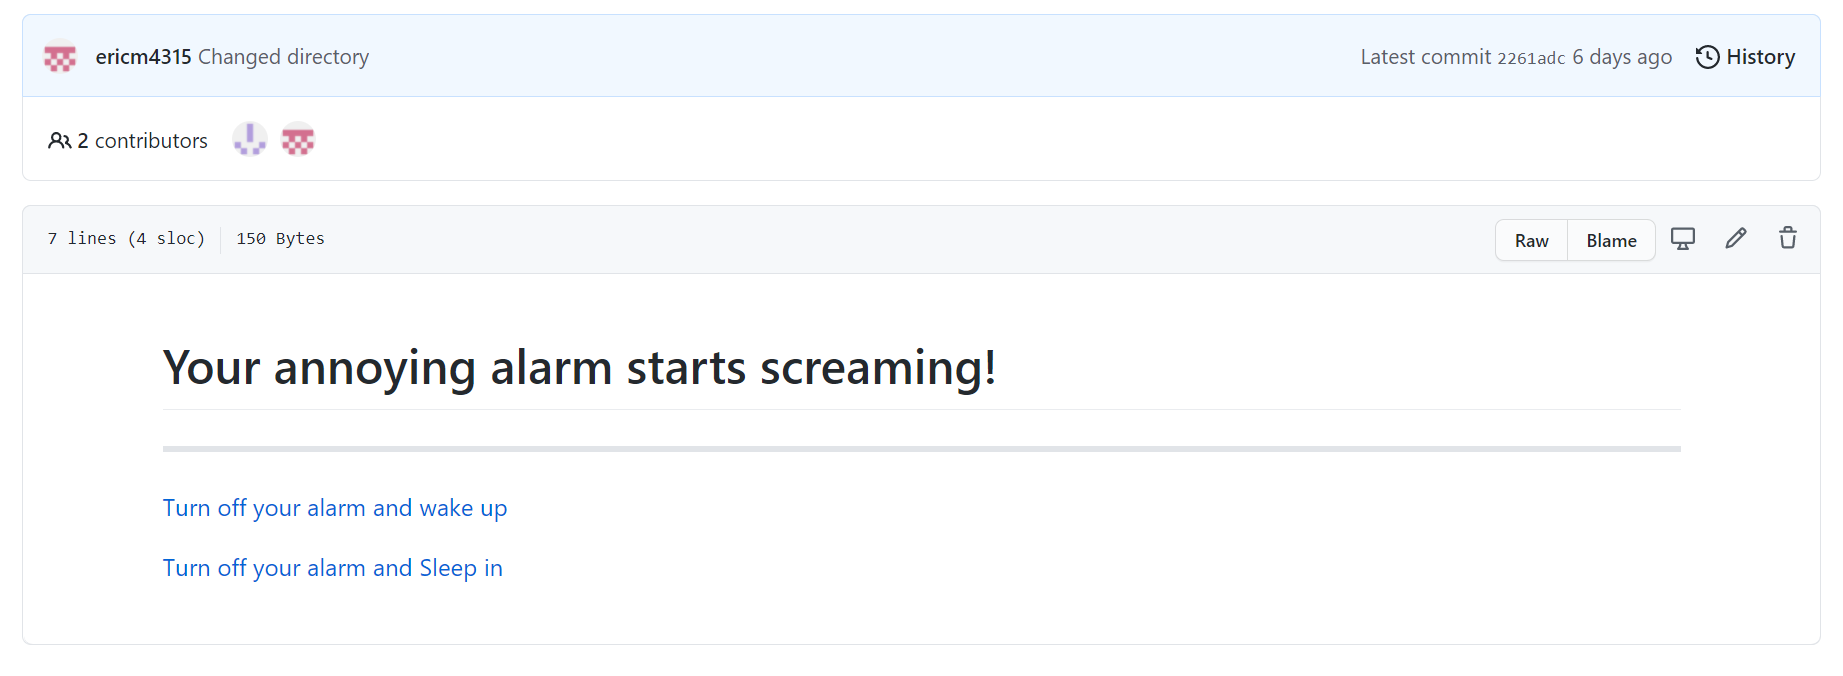 ericm4315 Changed directory
Latest commit 2261adc 6 days ago History
2 contributors
7 lines (4 sloc) 150 Bytes
Raw Blame
Your annoying alarm starts screaming!
Turn off your alarm and wake up
Turn off your alarm and Sleep in